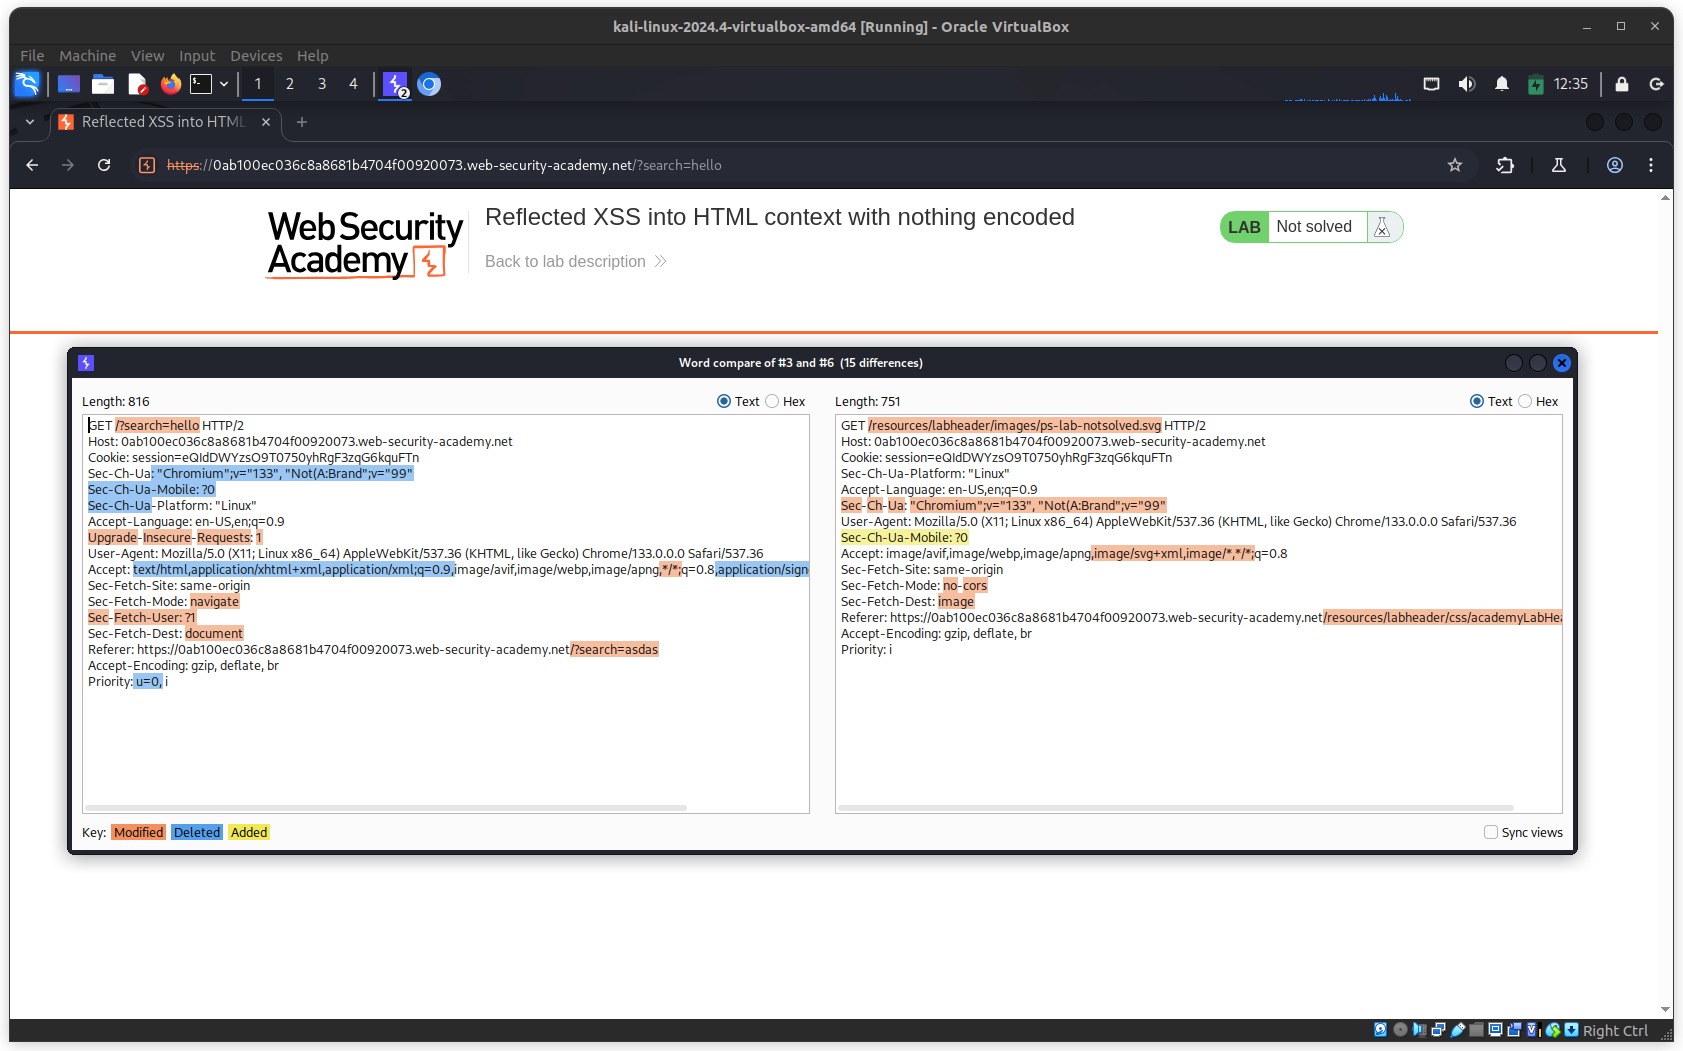 kali-linux-2024.4-virtualbox-amd64 [Running] - Oracle VirtualBox
File Machine View Input Devices Help
1 2 3 4 2 12:35
Reflected XSS into HTML
https://0ab100ec036c8a8681b4704f00920073.web-security-academy.net/?search=hello
WebSecurity Academy
Reflected XSS into HTML context with nothing encoded
Back to lab description
LAB Not solved
Word compare of #3 and #6 (15 differences)
Length: 816 Text Hex
GET /?search=hello HTTP/2
Host: 0ab100ec036c8a8681b4704f00920073.web-security-academy.net
Cookie: session=eQIdDWYzsO9T0750yhRgF3zqG6kquFTn
Sec-Ch-Ua: "Chromium";v="133", "Not(A:Brand";v="99"
Sec-Ch-Ua-Mobile: ?0
Sec-Ch-Ua-Platform: "Linux"
Accept-Language: en-US,en;q=0.9
Upgrade-Insecure-Requests: 1
User-Agent: Mozilla/5.0 (X11; Linux x86_64) AppleWebKit/537.36 (KHTML, like Gecko) Chrome/133.0.0.0 Safari/537.36
Accept: text/html,application/xhtml+xml,application/xml;q=0.9,image/avif,image/webp,image/apng,*/*;q=0.8,application/sign
Sec-Fetch-Site: same-origin
Sec-Fetch-Mode: navigate
Sec-Fetch-User: ?1
Sec-Fetch-Dest: document
Referer: https://0ab100ec036c8a8681b4704f00920073.web-security-academy.net/?search=asdas
Accept-Encoding: gzip, deflate, br
Priority: u=0, i
Length: 751 Text Hex
GET /resources/labheader/images/ps-lab-notsolved.svg HTTP/2
Host: 0ab100ec036c8a8681b4704f00920073.web-security-academy.net
Cookie: session=eQIdDWYzsO9T0750yhRgF3zqG6kquFTn
Sec-Ch-Ua-Platform: "Linux"
Accept-Language: en-US,en;q=0.9
Sec-Ch-Ua: "Chromium";v="133", "Not(A:Brand";v="99"
User-Agent: Mozilla/5.0 (X11; Linux x86_64) AppleWebKit/537.36 (KHTML, like Gecko) Chrome/133.0.0.0 Safari/537.36
Sec-Ch-Ua-Mobile: ?0
Accept: image/avif,image/webp,image/apng,image/svg+xml,image/*,*/*;q=0.8
Sec-Fetch-Site: same-origin
Sec-Fetch-Mode: no-cors
Sec-Fetch-Dest: image
Referer: https://0ab100ec036c8a8681b4704f00920073.web-security-academy.net/resources/labheader/css/academyLabHea
Accept-Encoding: gzip, deflate, br
Priority: i
Key: Modified Deleted Added
Sync views
Right Ctrl